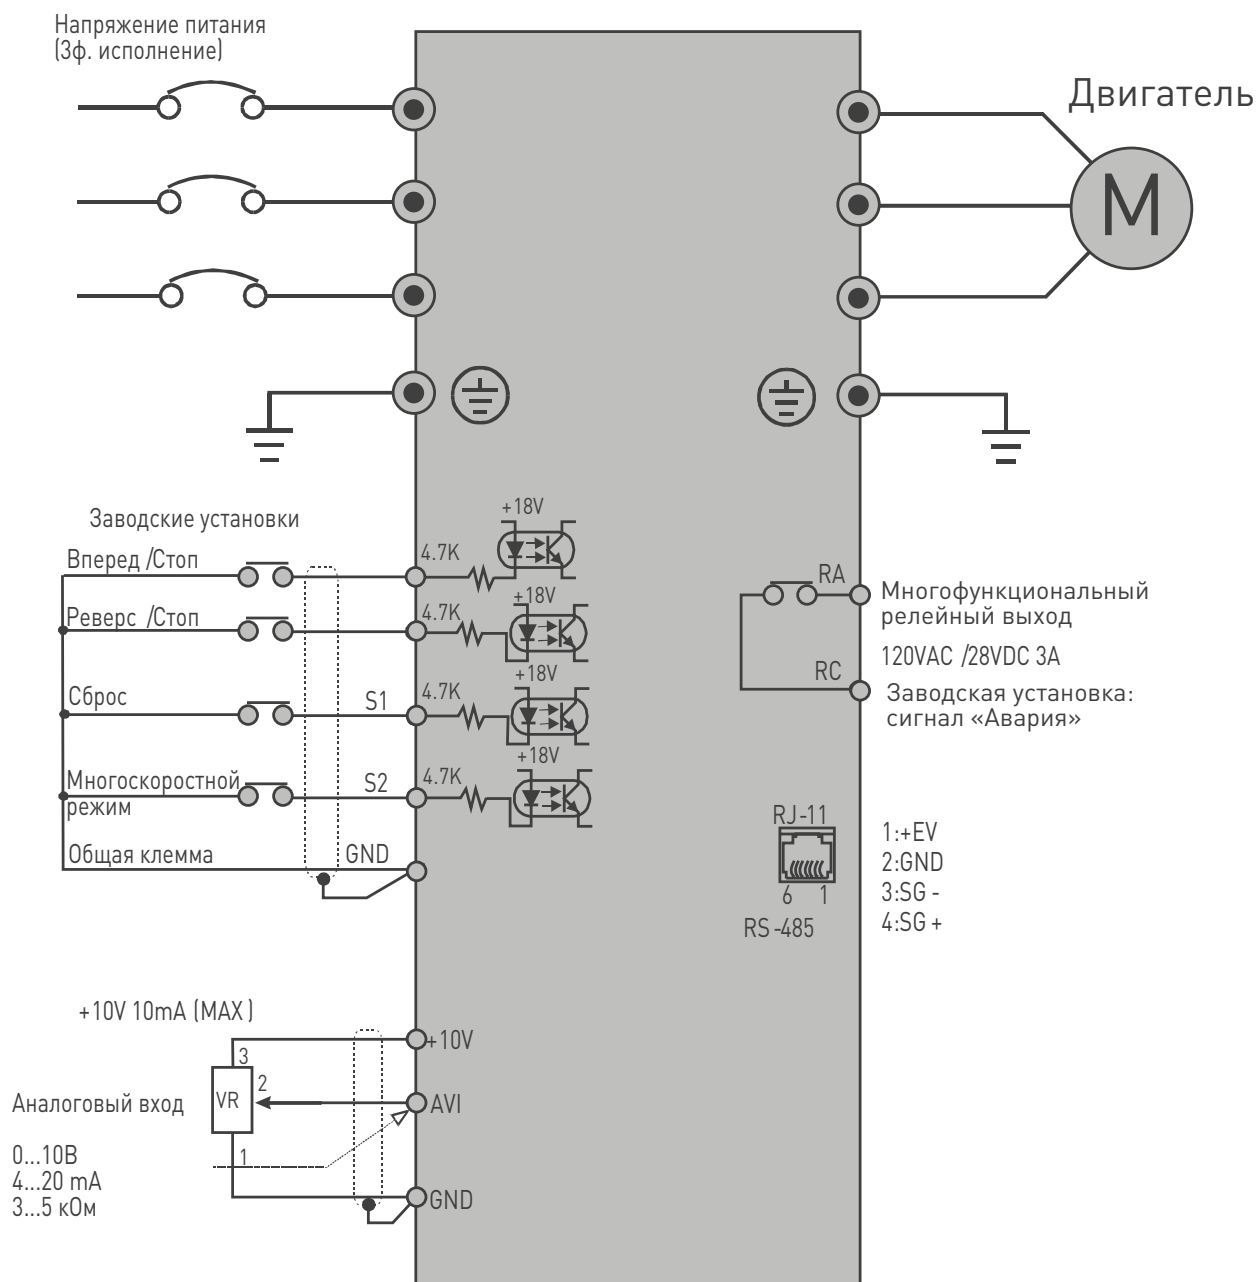 Напряжение питания
(3ф. исполнение)
Двигатель
M
Заводские установки
+18V
Вперед /Стоп
4.7K
+18V
Реверс /Стоп
4.7K
+18V
Сброс
S1
4.7K
+18V
Многоскоростной
режим
S2
4.7K
Общая клемма
GND
RA
Многофункциональный
релейный выход
120VAC /28VDC 3A
RC
Заводская установка:
сигнал «Авария»
RJ-11
6 1
RS-485
1:+EV
2:GND
3:SG -
4:SG +
+10V 10mA (MAX)
+10V
3
VR
2
AVI
Аналоговый вход
1
0...10В
4...20 mA
3...5 кОм
GND